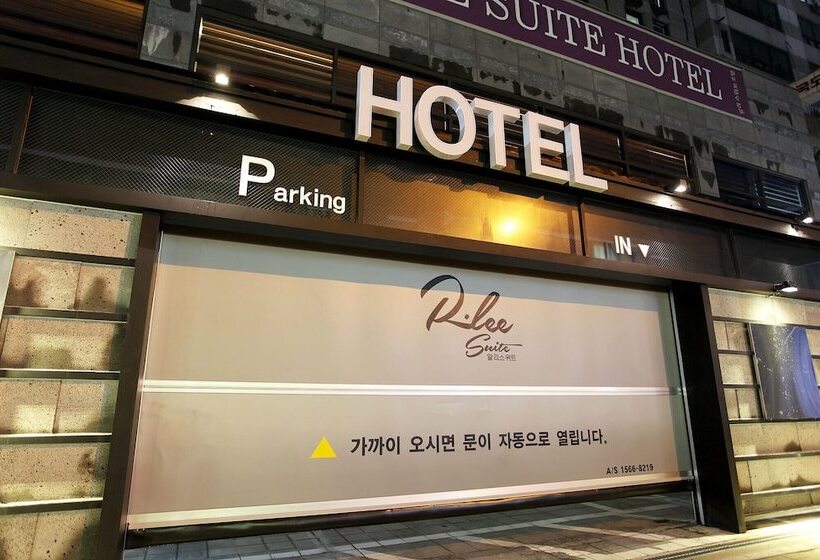 E SUITE HOTEL
HOTEL
Parking
IN ▼
R.lee
Suite
알리스위트
가까이 오시면 문이 자동으로 열립니다.
A/S 1566-8219